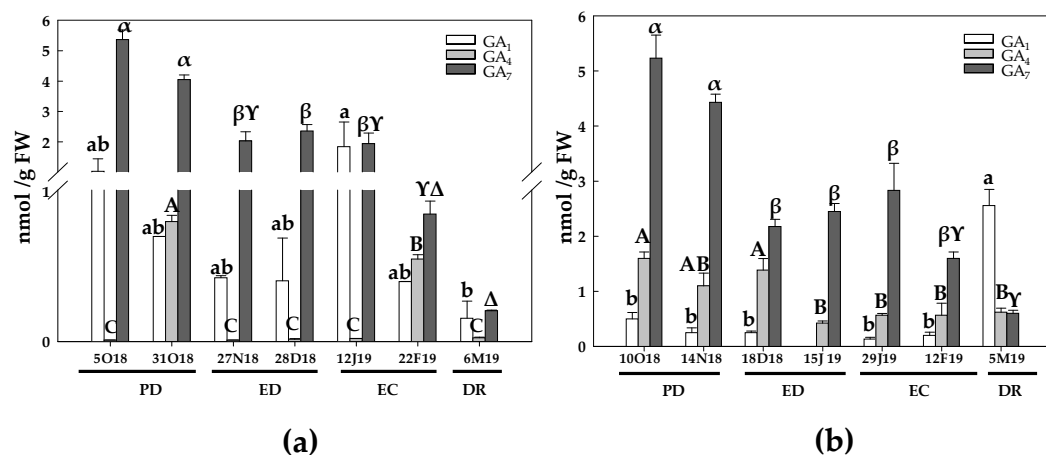 6
5
4
3
2
1
0
nmol /g FW
GA₁
GA₄
GA₇
ab
C
α
ab
A
α
ab
C
βϒ
ab
C
β
a
C
βϒ
ab
B
ϒΔ
b
C
Δ
5O18 31O18 27N18 28D18 12J19 22F19 6M19
PD ED EC DR
(a)
6
5
4
3
2
1
0
nmol /g FW
GA₁
GA₄
GA₇
b
A
α
b
AB
α
b
A
β
B
β
b
B
β
b
B
βϒ
a
B
ϒ
10O18 14N18 18D18 15J 19 29J19 12F19 5M19
PD ED EC DR
(b)